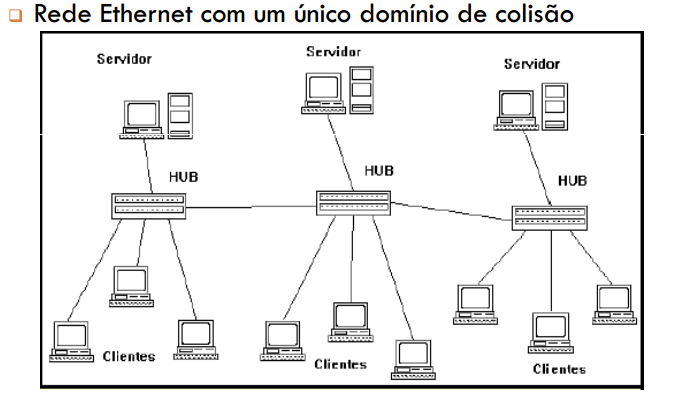 Rede Ethernet com um único domínio de colisão
Servidor
Servidor
Servidor
HUB
HUB
HUB
Clientes
Clientes
Clientes